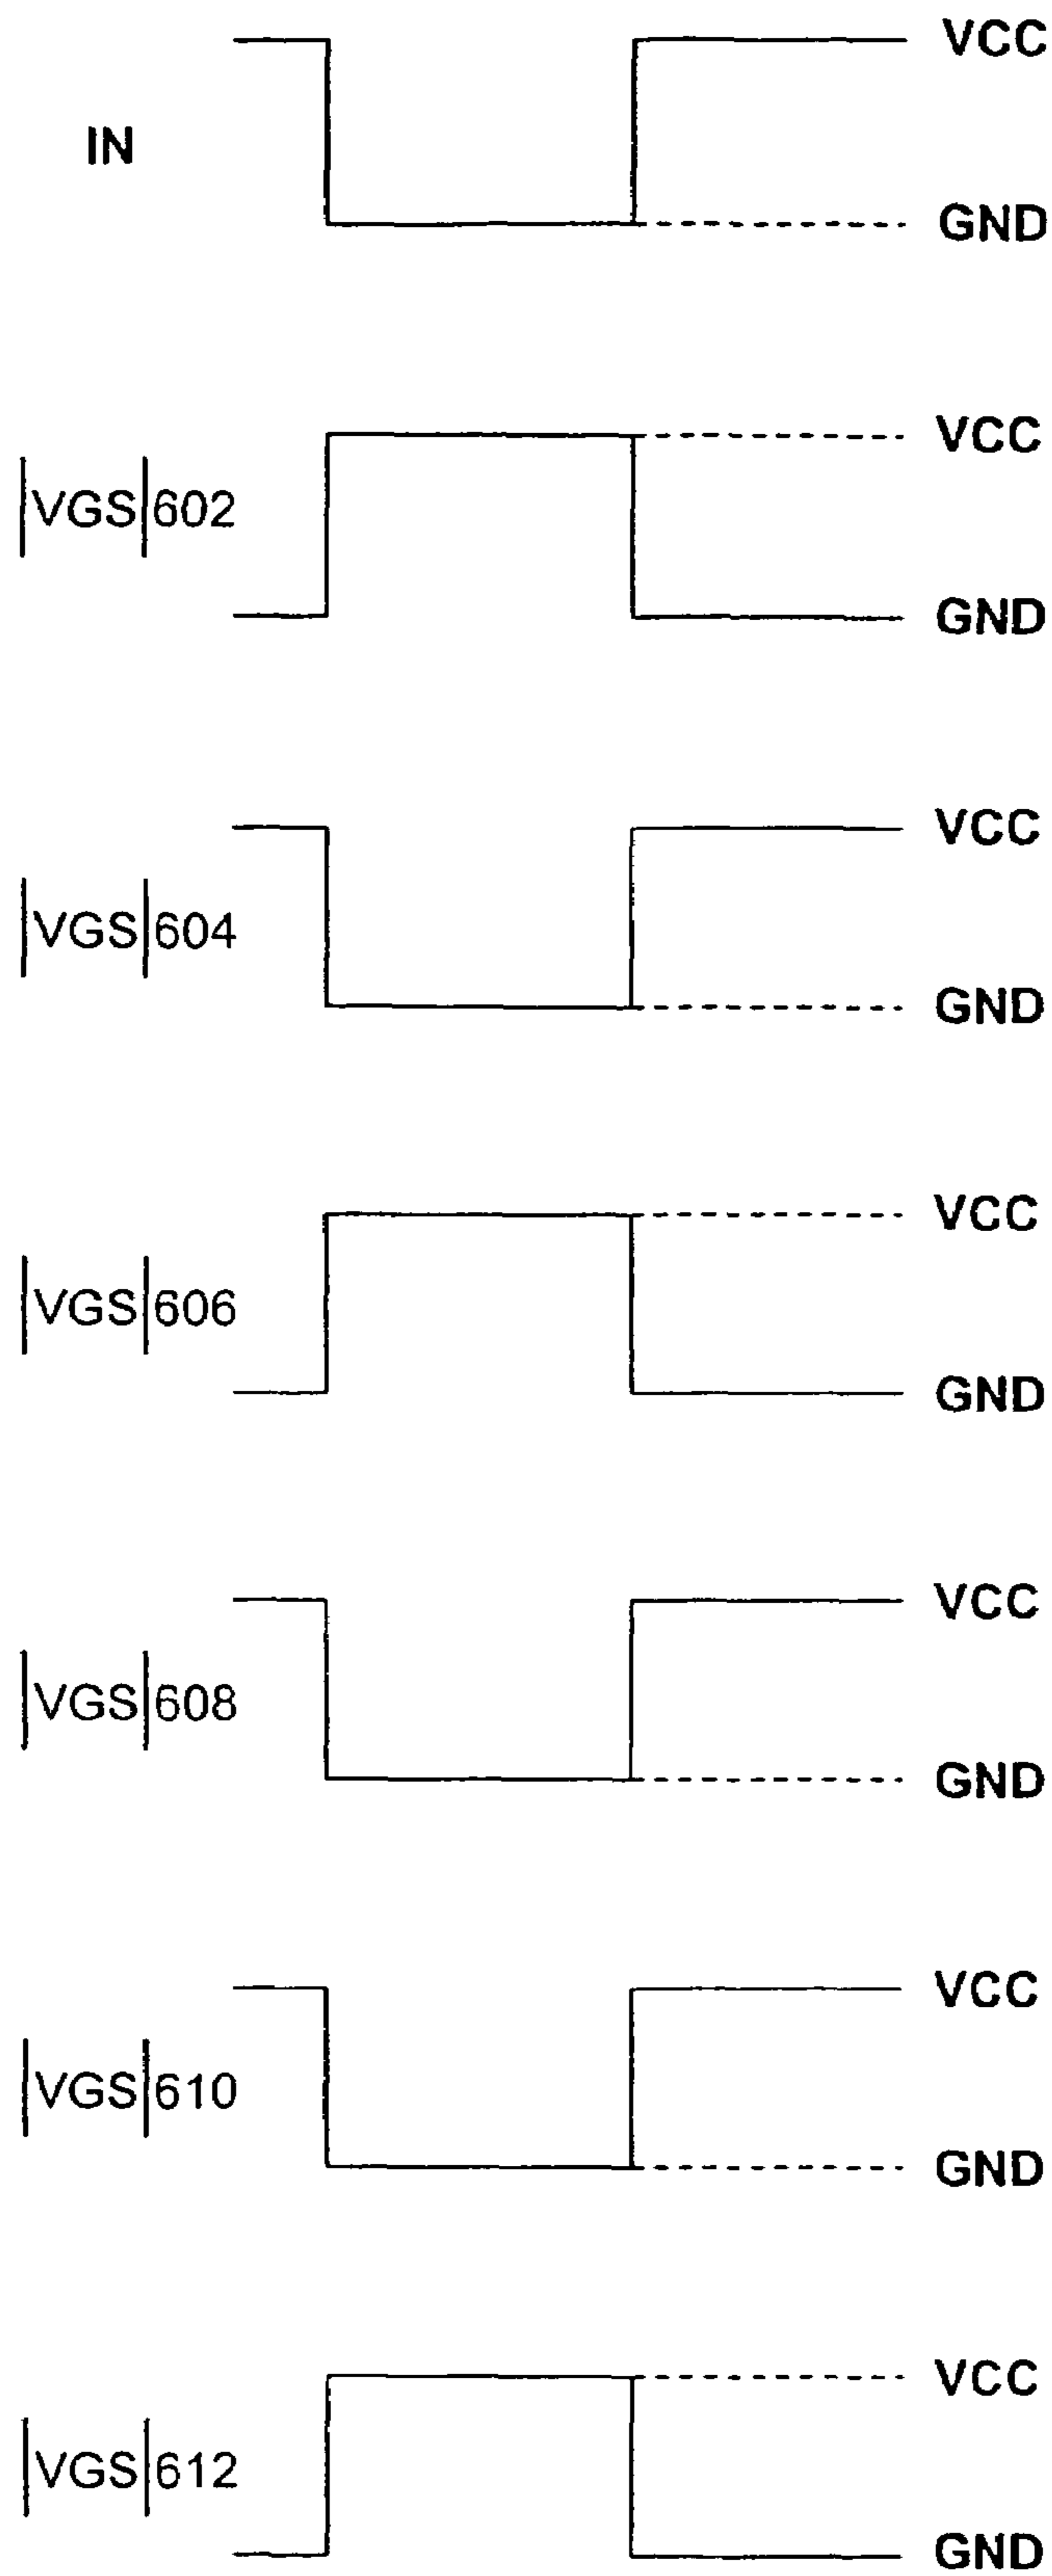 VCC
IN
GND
VCC
|VGS|602
GND
VCC
|VGS|604
GND
VCC
|VGS|606
GND
VCC
|VGS|608
GND
VCC
|VGS|610
GND
VCC
|VGS|612
GND